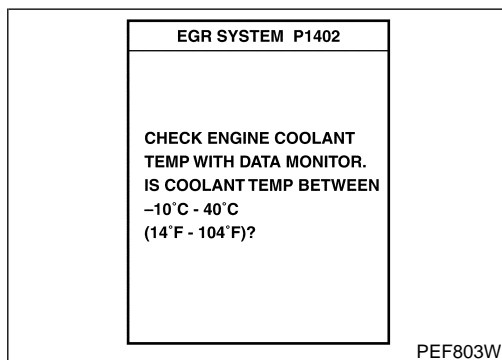 EGR SYSTEM P1402
CHECK ENGINE COOLANT
TEMP WITH DATA MONITOR.
IS COOLANT TEMP BETWEEN
–10˚C - 40˚C
(14˚F - 104˚F)?
PEF803W